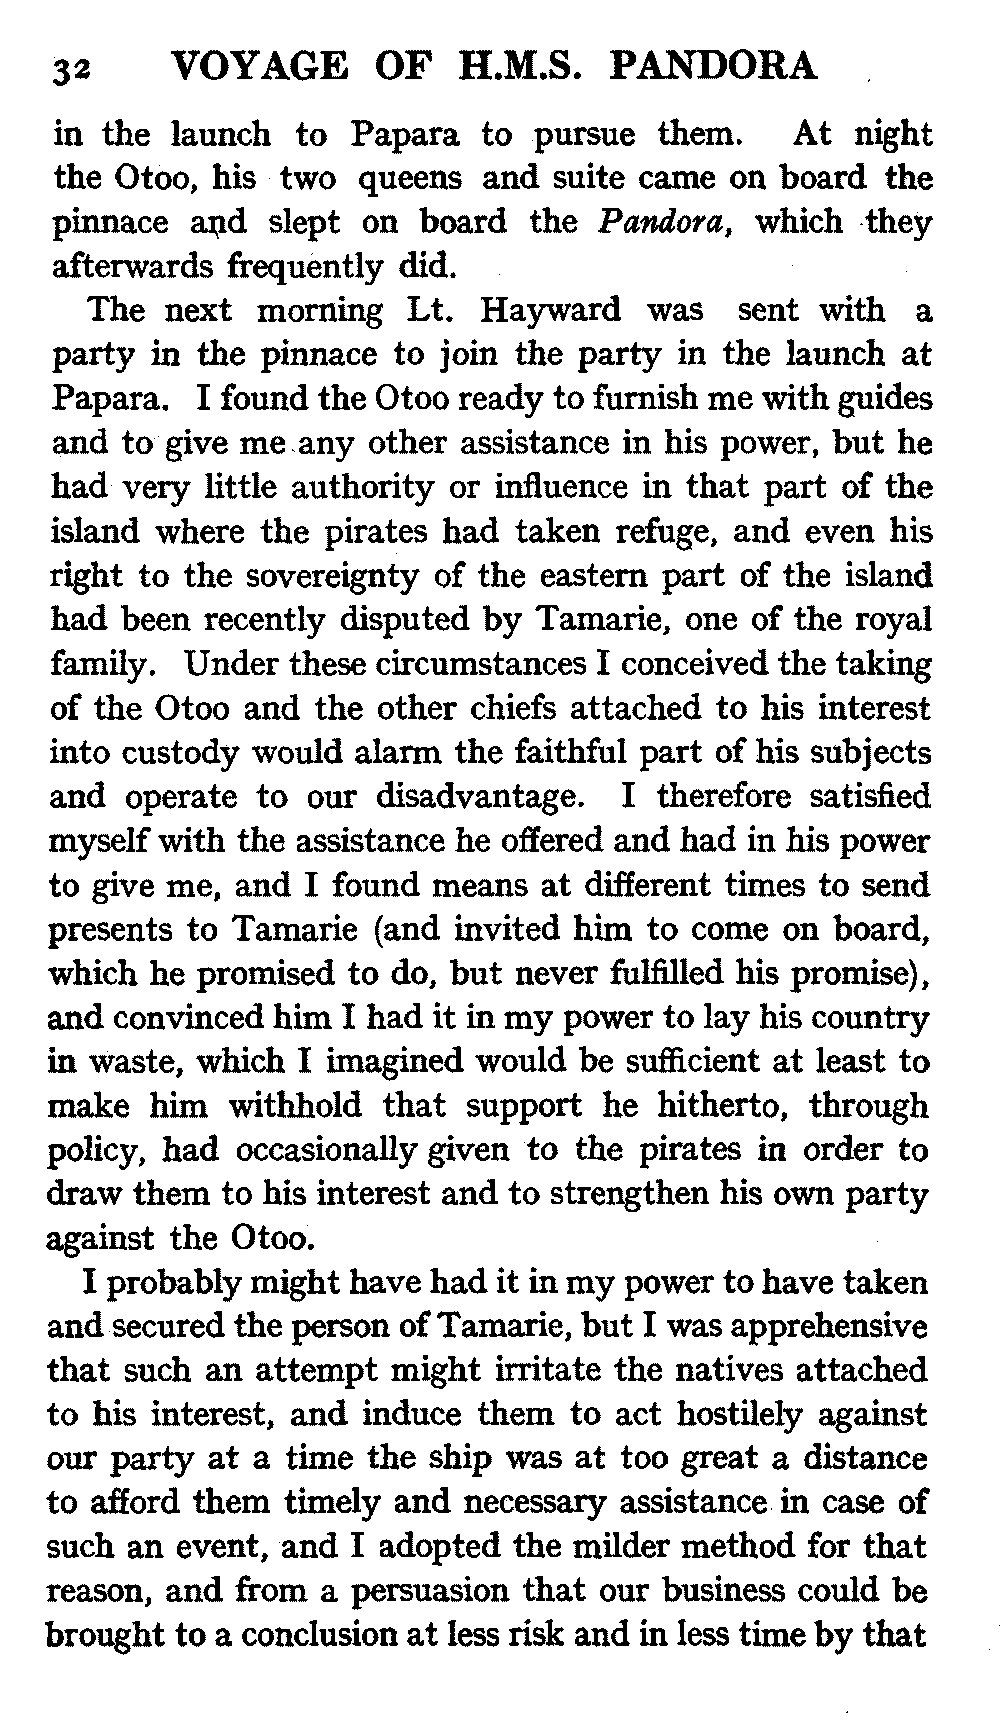 32 VOYAGE OF H.M.S. PANDORA
in the launch to Papara to pursue them. At night
the Otoo, his two queens and suite came on board the
pinnace and slept on board the Pandora, which they
afterwards frequently did.
The next morning Lt. Hayward was sent with a
party in the pinnace to join the party in the launch at
Papara. I found the Otoo ready to furnish me with guides
and to give me any other assistance in his power, but he
had very little authority or influence in that part of the
island where the pirates had taken refuge, and even his
right to the sovereignty of the eastern part of the island
had been recently disputed by Tamarie, one of the royal
family. Under these circumstances I conceived the taking
of the Otoo and the other chiefs attached to his interest
into custody would alarm the faithful part of his subjects
and operate to our disadvantage. I therefore satisfied
myself with the assistance he offered and had in his power
to give me, and I found means at different times to send
presents to Tamarie (and invited him to come on board,
which he promised to do, but never fulfilled his promise),
and convinced him I had it in my power to lay his country
in waste, which I imagined would be sufficient at least to
make him withhold that support he hitherto, through
policy, had occasionally given to the pirates in order to
draw them to his interest and to strengthen his own party
against the Otoo.
I probably might have had it in my power to have taken
and secured the person of Tamarie, but I was apprehensive
that such an attempt might irritate the natives attached
to his interest, and induce them to act hostilely against
our party at a time the ship was at too great a distance
to afford them timely and necessary assistance in case of
such an event, and I adopted the milder method for that
reason, and from a persuasion that our business could be
brought to a conclusion at less risk and in less time by that